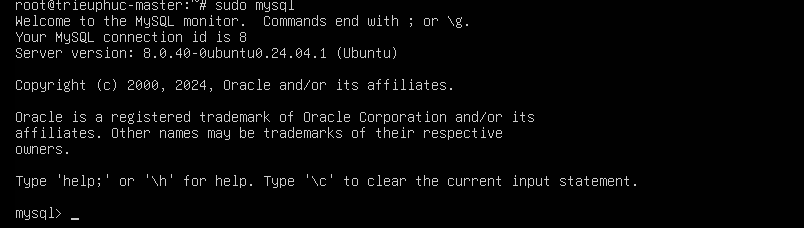 root@trieuphuc-master:~# sudo mysql
Welcome to the MySQL monitor.  Commands end with ; or \g.
Your MySQL connection id is 8
Server version: 8.0.40-0ubuntu0.24.04.1 (Ubuntu)
Copyright (c) 2000, 2024, Oracle and/or its affiliates.
Oracle is a registered trademark of Oracle Corporation and/or its
affiliates. Other names may be trademarks of their respective
owners.
Type 'help;' or '\h' for help. Type '\c' to clear the current input statement.
mysql> _